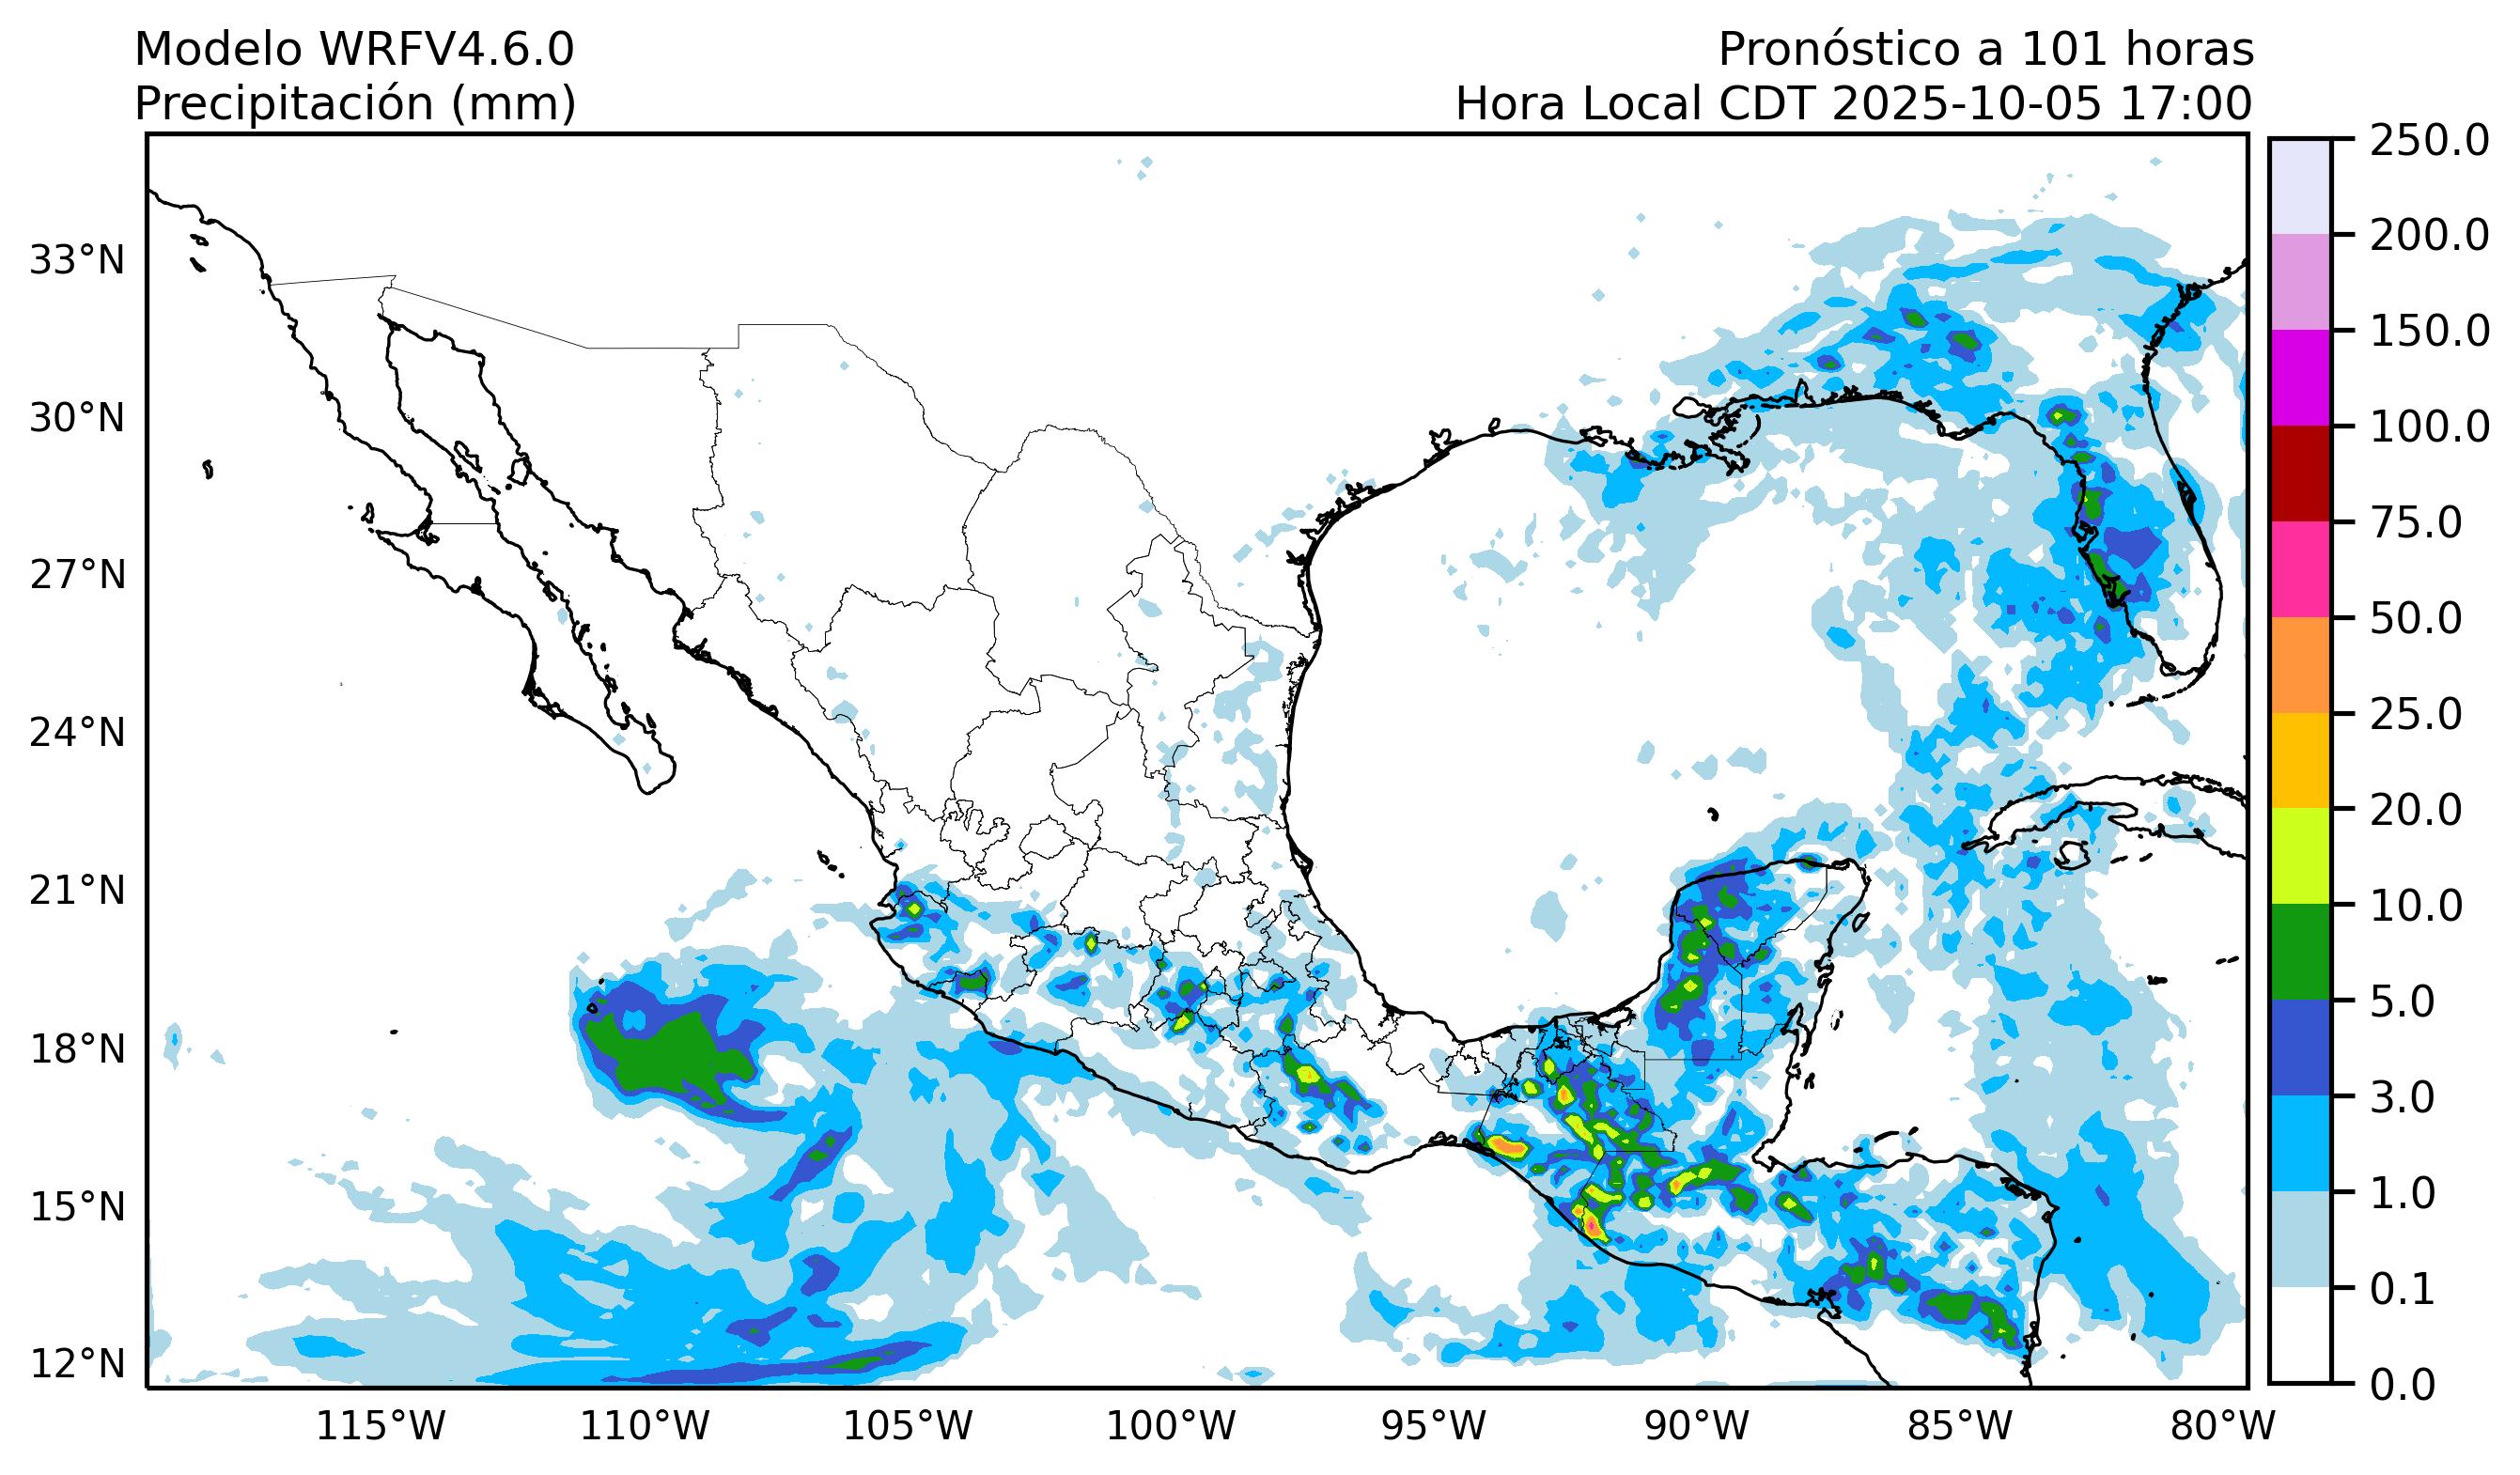 Modelo WRFV4.6.0
Precipitación (mm)
Pronóstico a 101 horas
Hora Local CDT 2025-10-05 17:00
33°N
30°N
27°N
24°N
21°N
18°N
15°N
12°N
115°W
110°W
105°W
100°W
95°W
90°W
85°W
80°W
250.0
200.0
150.0
100.0
75.0
50.0
25.0
20.0
10.0
5.0
3.0
1.0
0.1
0.0